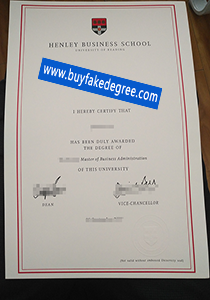 HENLEY BUSINESS SCHOOL
UNIVERSITY OF READING
www.buyfakedegree.com
I HEREBY CERTIFY THAT
HAS BEEN DULY AWARDED
THE DEGREE OF
Master of Business Administration
OF THIS UNIVERSITY
DEAN
VICE-CHANCELLOR